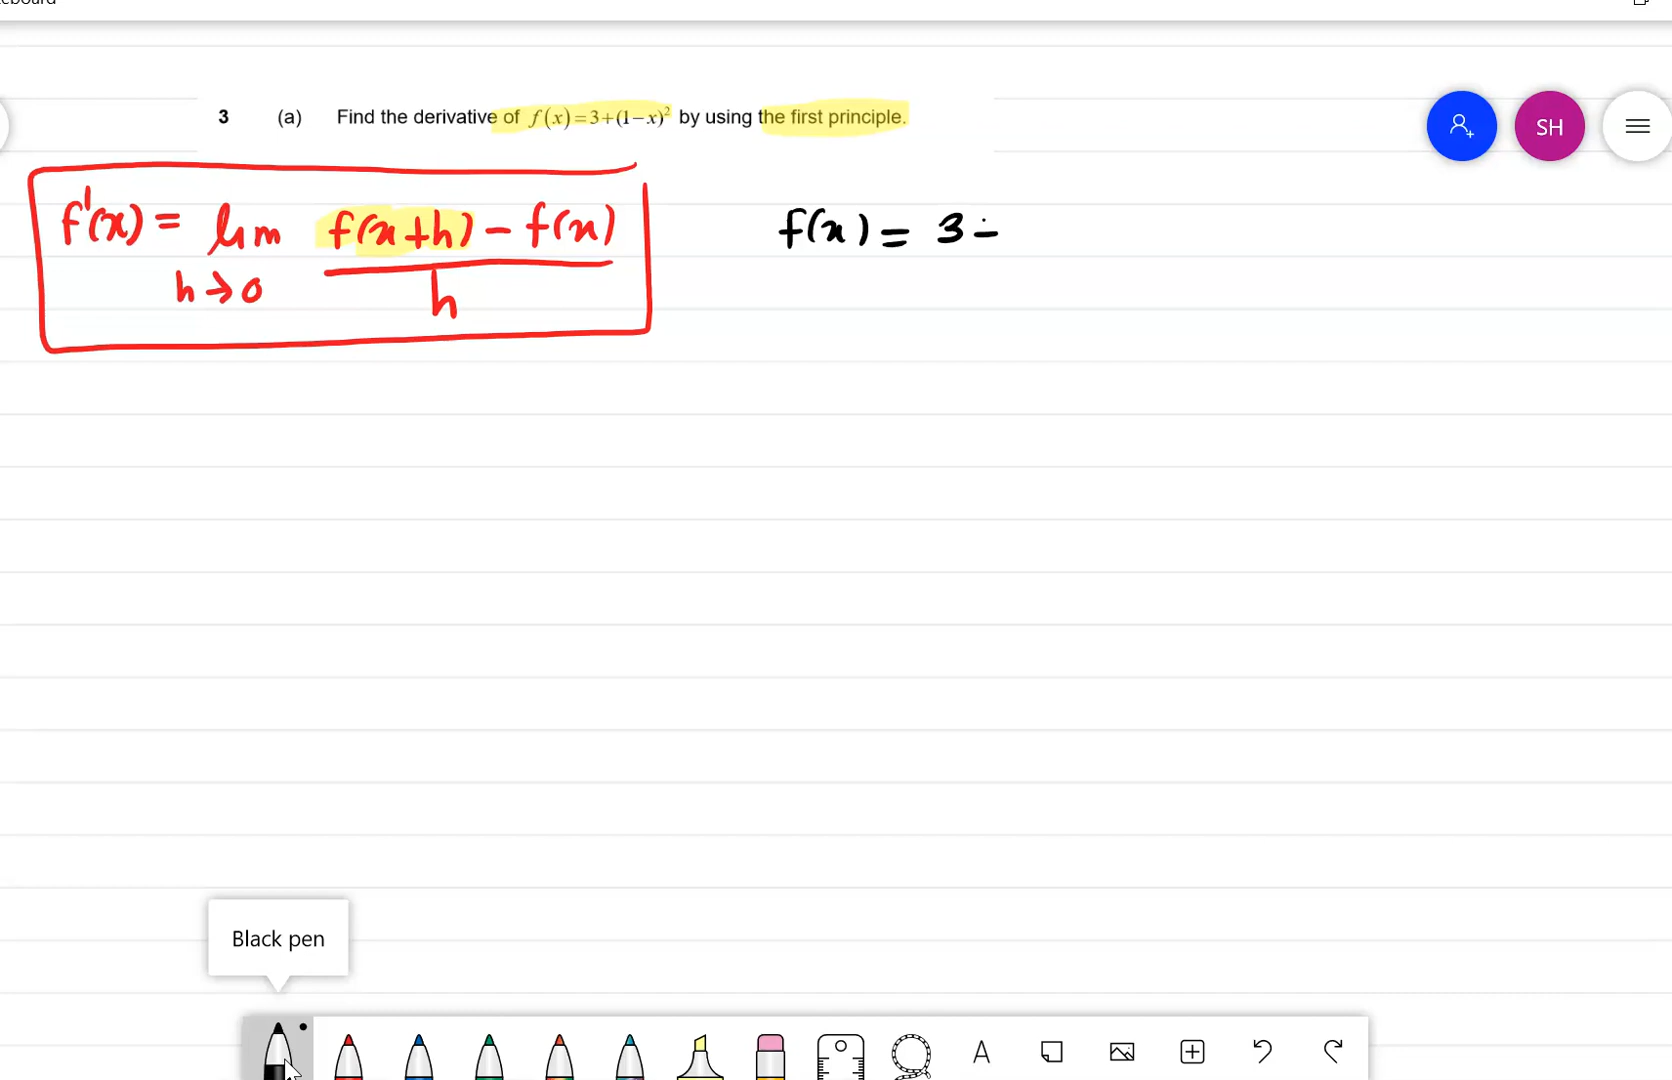 3 (a) Find the derivative of f(x)=3+(1−x)² by using the first principle.
SH
f'(x) = lim f(x+h) − f(x)
h→0 h
f(x) = 3
Black pen
A